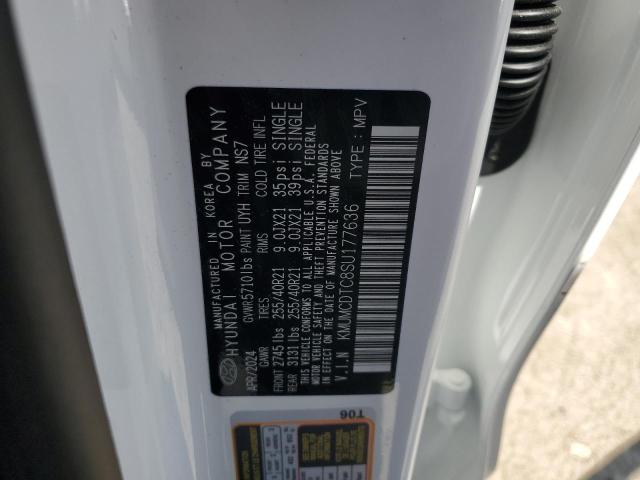 MANUFACTURED IN KOREA BY
HYUNDAI MOTOR COMPANY
APR/2024 GVWR5710lbs PAINT UYH TRIM NS7
GAWR TIRES RIMS COLD TIRE INFL.
FRONT 2745lbs 255/40R21 9.0JX21 35psi SINGLE
REAR 3131lbs 255/40R21 9.0JX21 39psi SINGLE
THIS VEHICLE CONFORMS TO ALL APPLICABLE U.S.A. FEDERAL
MOTOR VEHICLE SAFETY, BUMPER, AND THEFT PREVENTION STANDARDS
IN EFFECT ON THE DATE OF MANUFACTURE SHOWN ABOVE
V.I.N KMUMCDTC8SU177636 TYPE : MPV
T06